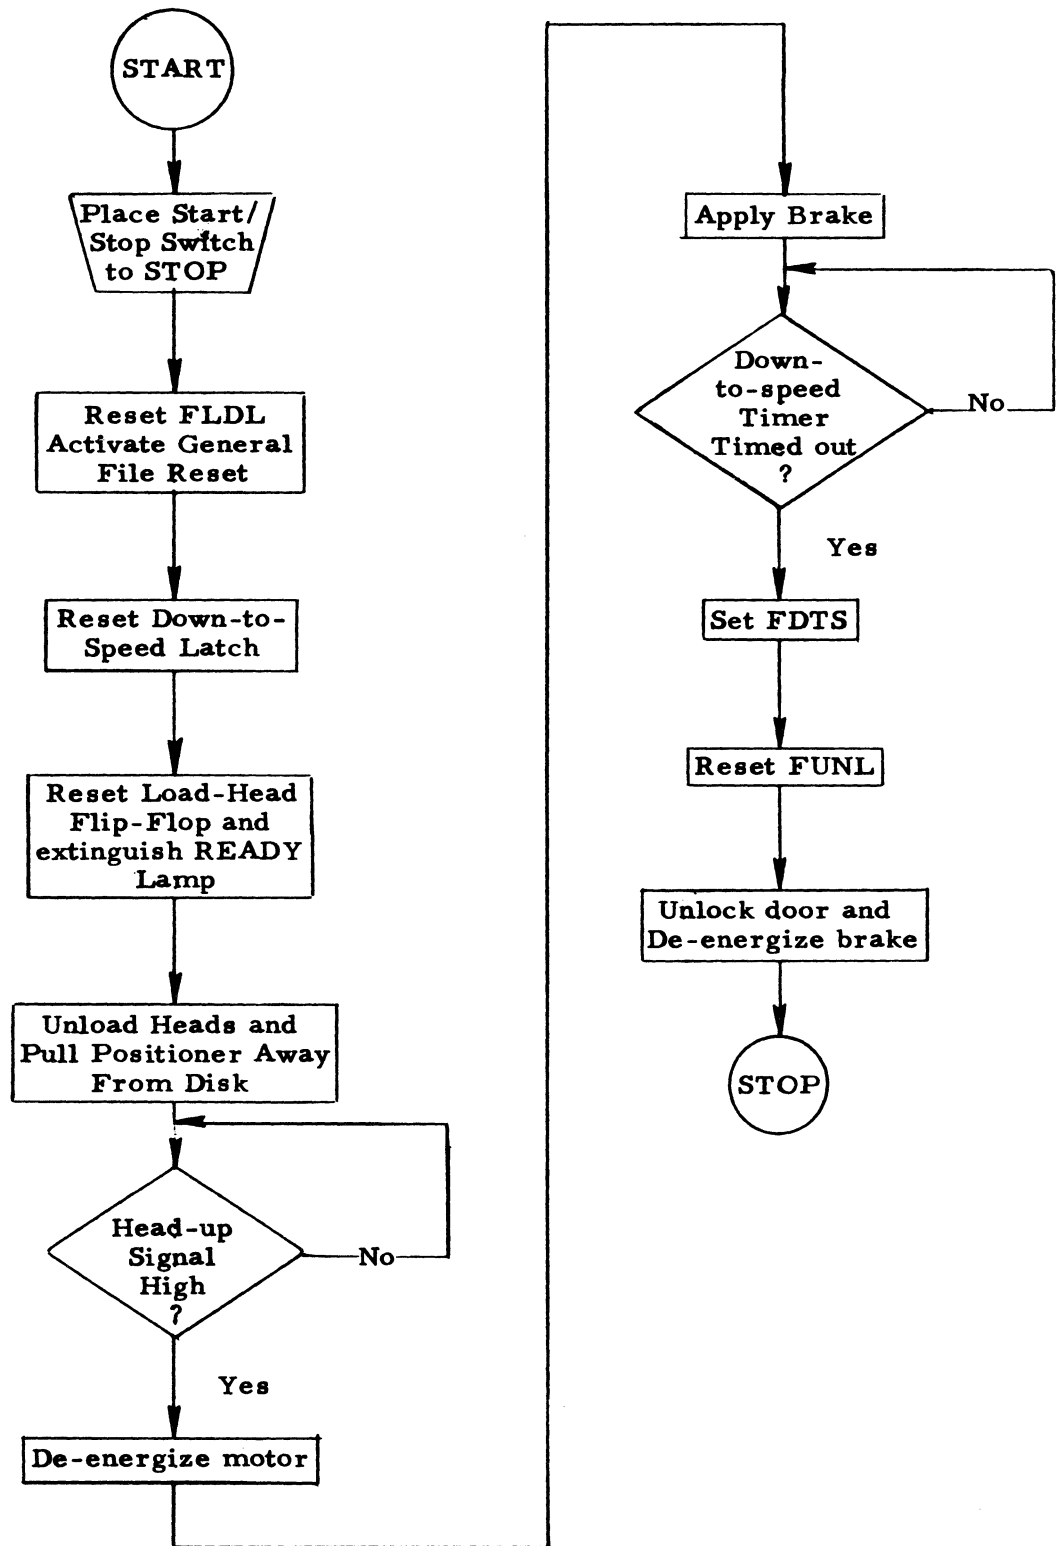 START
Place Start/
Stop Switch
to STOP
Reset FLDL
Activate General
File Reset
Reset Down-to-
Speed Latch
Reset Load-Head
Flip-Flop and
extinguish READY
Lamp
Unload Heads and
Pull Positioner Away
From Disk
Head-up
Signal
High
?
No
Yes
De-energize motor
Apply Brake
Down-
to-speed
Timer
Timed out
?
No
Yes
Set FDTS
Reset FUNL
Unlock door and
De-energize brake
STOP